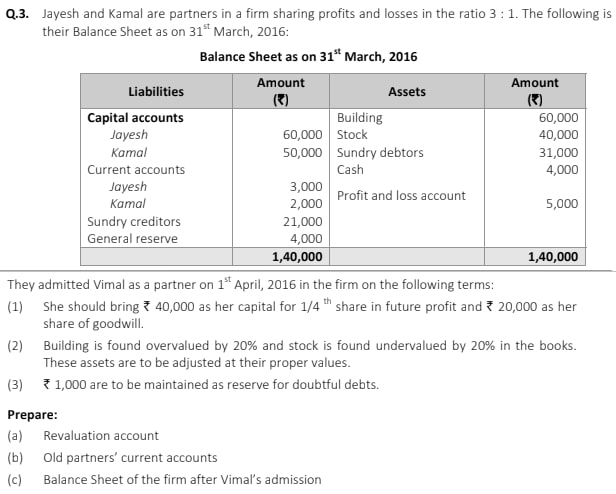 Q.3. Jayesh and Kamal are partners in a firm sharing profits and losses in the ratio 3 : 1. The following is
their Balance Sheet as on 31st March, 2016:
Balance Sheet as on 31st March, 2016
Liabilities Amount (₹) Assets Amount (₹)
Capital accounts Building 60,000
Jayesh 60,000 Stock 40,000
Kamal 50,000 Sundry debtors 31,000
Current accounts Cash 4,000
Jayesh 3,000 Profit and loss account
Kamal 2,000 5,000
Sundry creditors 21,000
General reserve 4,000
1,40,000 1,40,000
They admitted Vimal as a partner on 1st April, 2016 in the firm on the following terms:
(1) She should bring ₹ 40,000 as her capital for 1/4 th share in future profit and ₹ 20,000 as her
share of goodwill.
(2) Building is found overvalued by 20% and stock is found undervalued by 20% in the books.
These assets are to be adjusted at their proper values.
(3) ₹ 1,000 are to be maintained as reserve for doubtful debts.
Prepare:
(a) Revaluation account
(b) Old partners' current accounts
(c) Balance Sheet of the firm after Vimal's admission